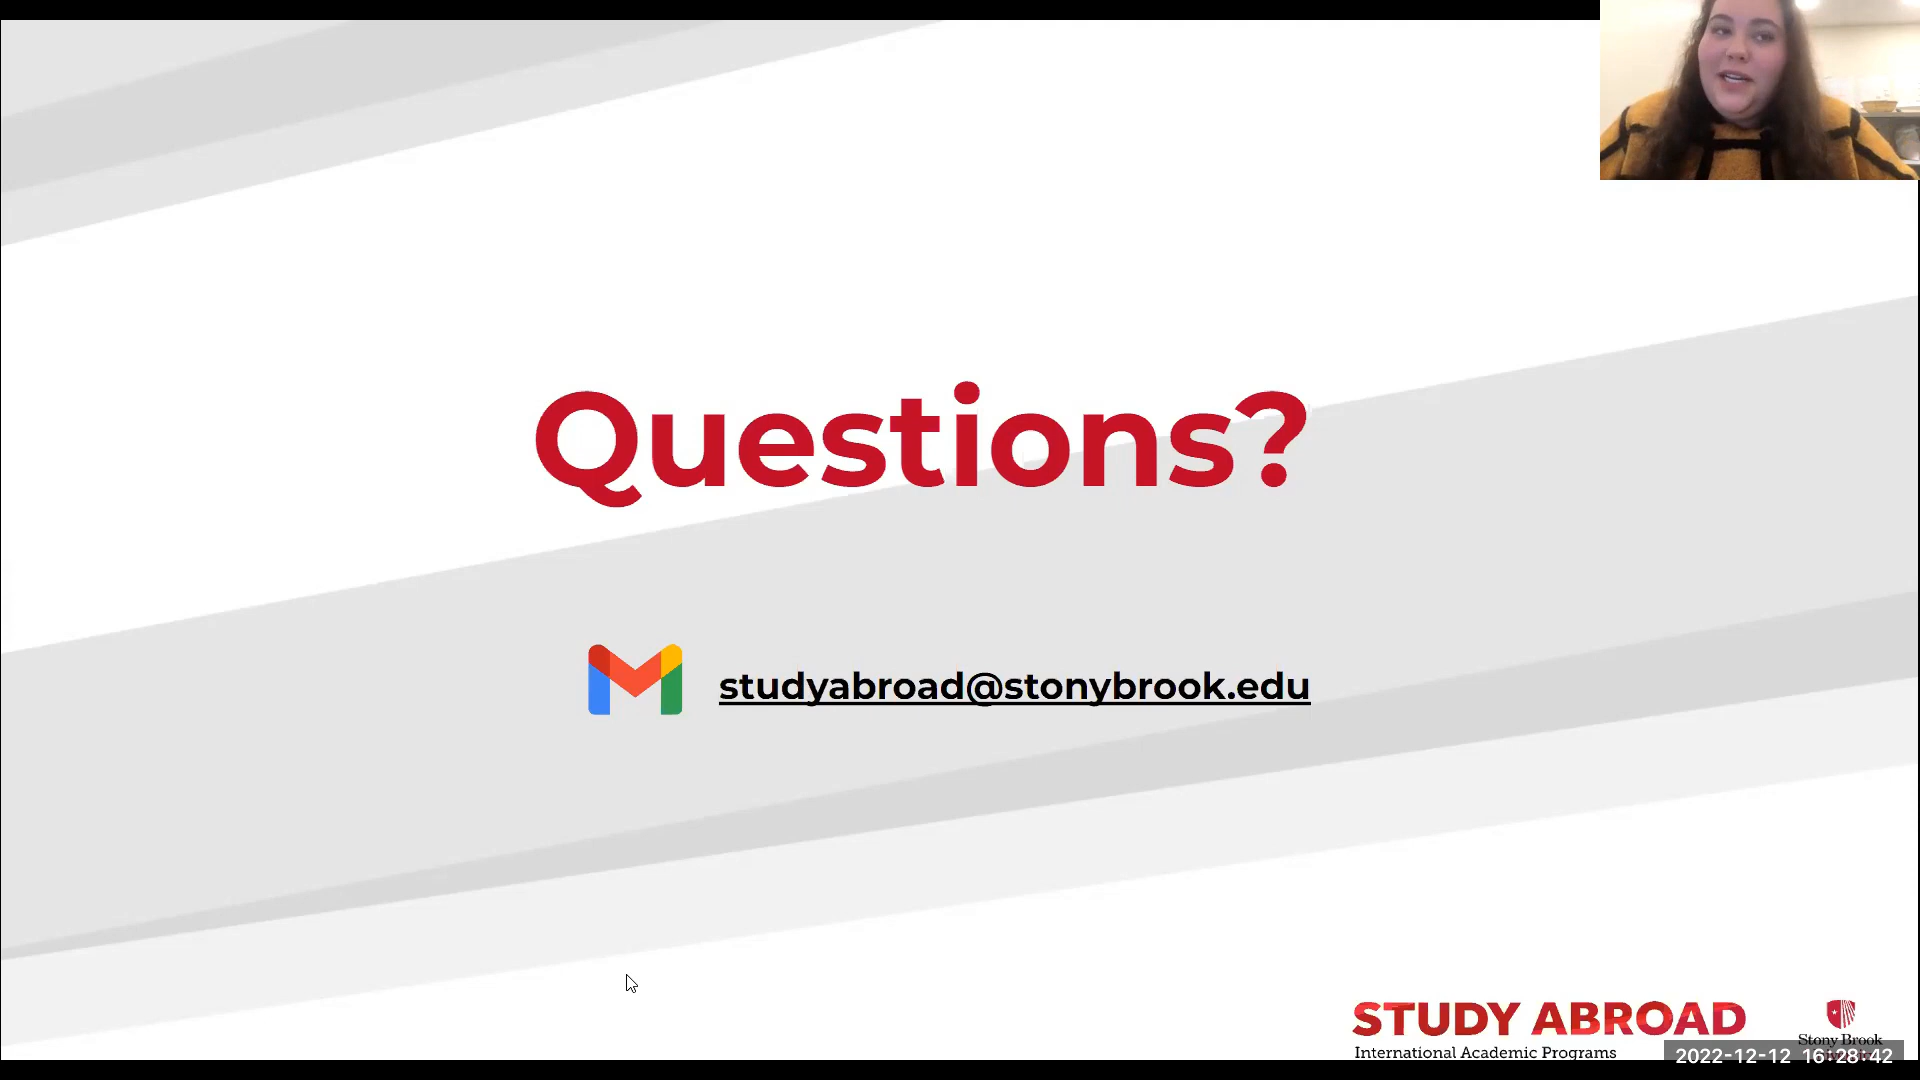 Questions?
studyabroad@stonybrook.edu
STUDY ABROAD
International Academic Programs
Stony Brook
2022-12-12 16:28:42